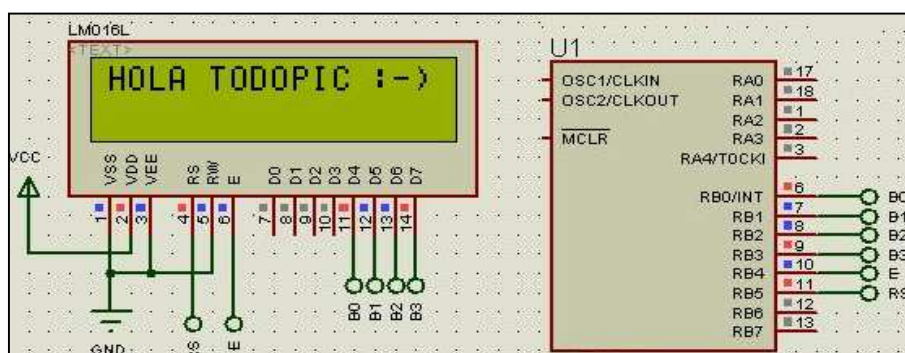 LM016L
<TEXT>
HOLA TODOPIC :-)
VCC
VSS
VDD
VEE
RS
RW
E
D0
D1
D2
D3
D4
D5
D6
D7
1
2
3
4
5
6
7
8
9
10
11
12
13
14
B0
B1
B2
B3
GND
S
E
U1
OSC1/CLKIN
OSC2/CLKOUT
MCLR
RA0
RA1
RA2
RA3
RA4/T0CKI
RB0/INT
RB1
RB2
RB3
RB4
RB5
RB6
RB7
17
18
1
2
3
6
7
8
9
10
11
12
13
B0
B1
B2
B3
E
RS